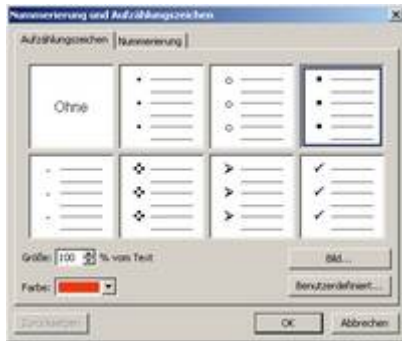 Nummerierung und Aufzählungszeichen
Aufzählungszeichen
Nummerierung
Ohne
Größe: 100 % vom Text
Bild...
Farbe:
Benutzerdefiniert...
Zurücksetzen
OK
Abbrechen